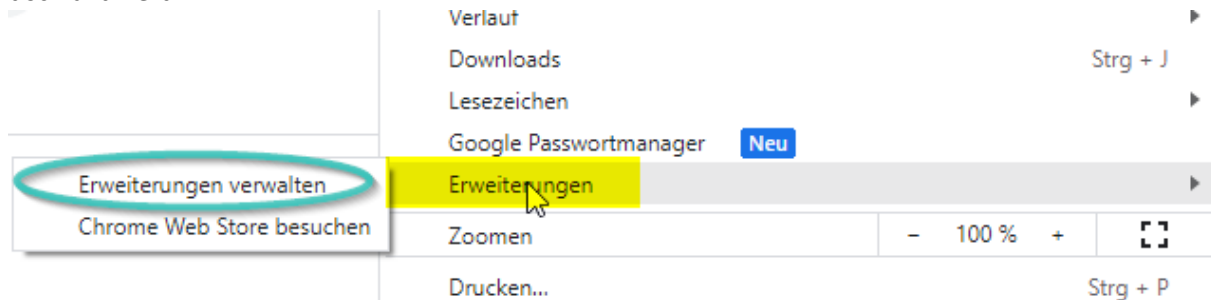 Verlauf
Downloads Strg + J
Lesezeichen
Google Passwortmanager Neu
Erweiterungen verwalten Erweiterungen
Chrome Web Store besuchen
Zoomen - 100 % +
Drucken... Strg + P